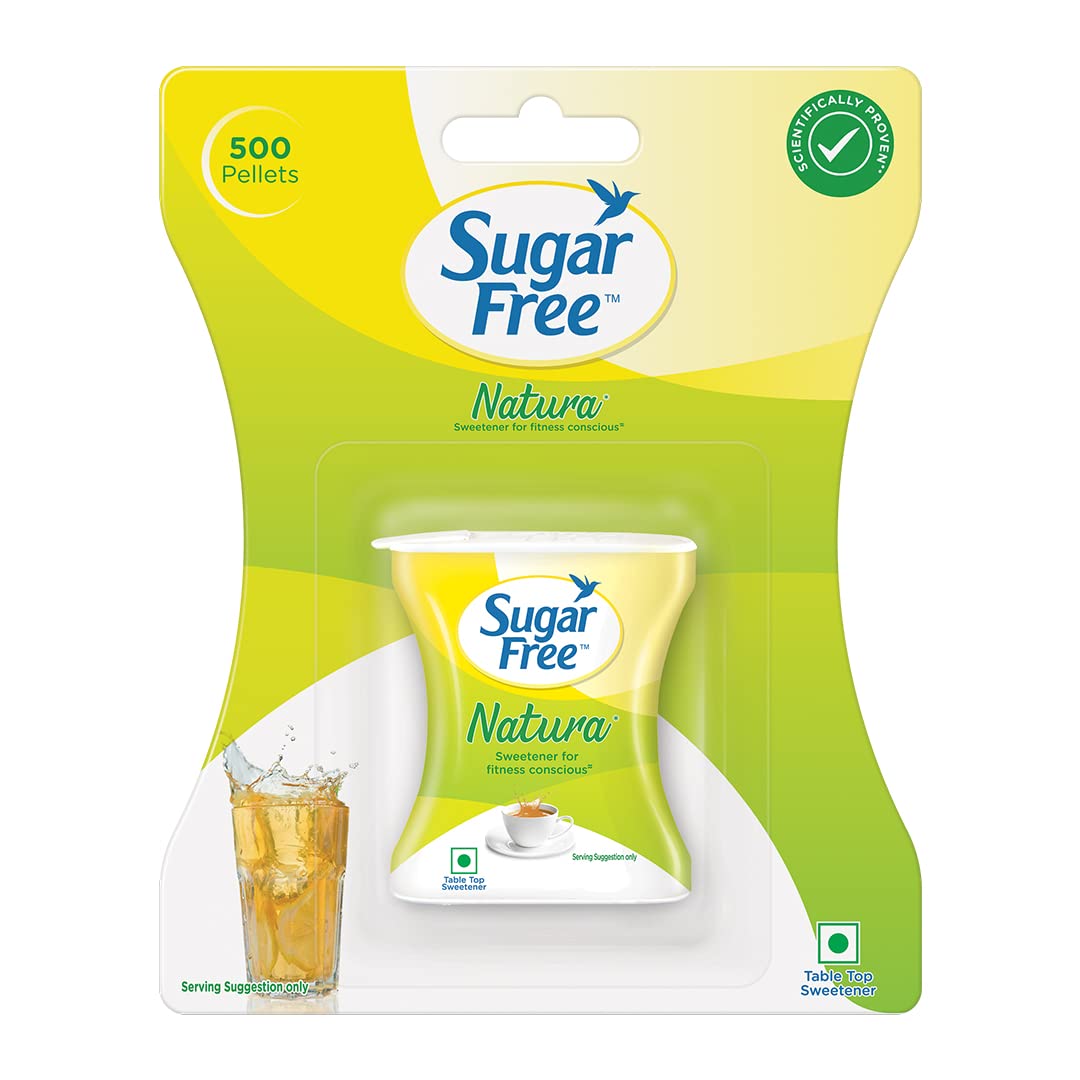 500
Pellets
SCIENTIFICALLY PROVEN**
Sugar
Free™
Natura*
Sweetener for fitness conscious#
Sugar
Free™
Natura*
Sweetener for
fitness conscious#
Serving Suggestion only
Table Top
Sweetener
Serving Suggestion only
Table Top
Sweetener